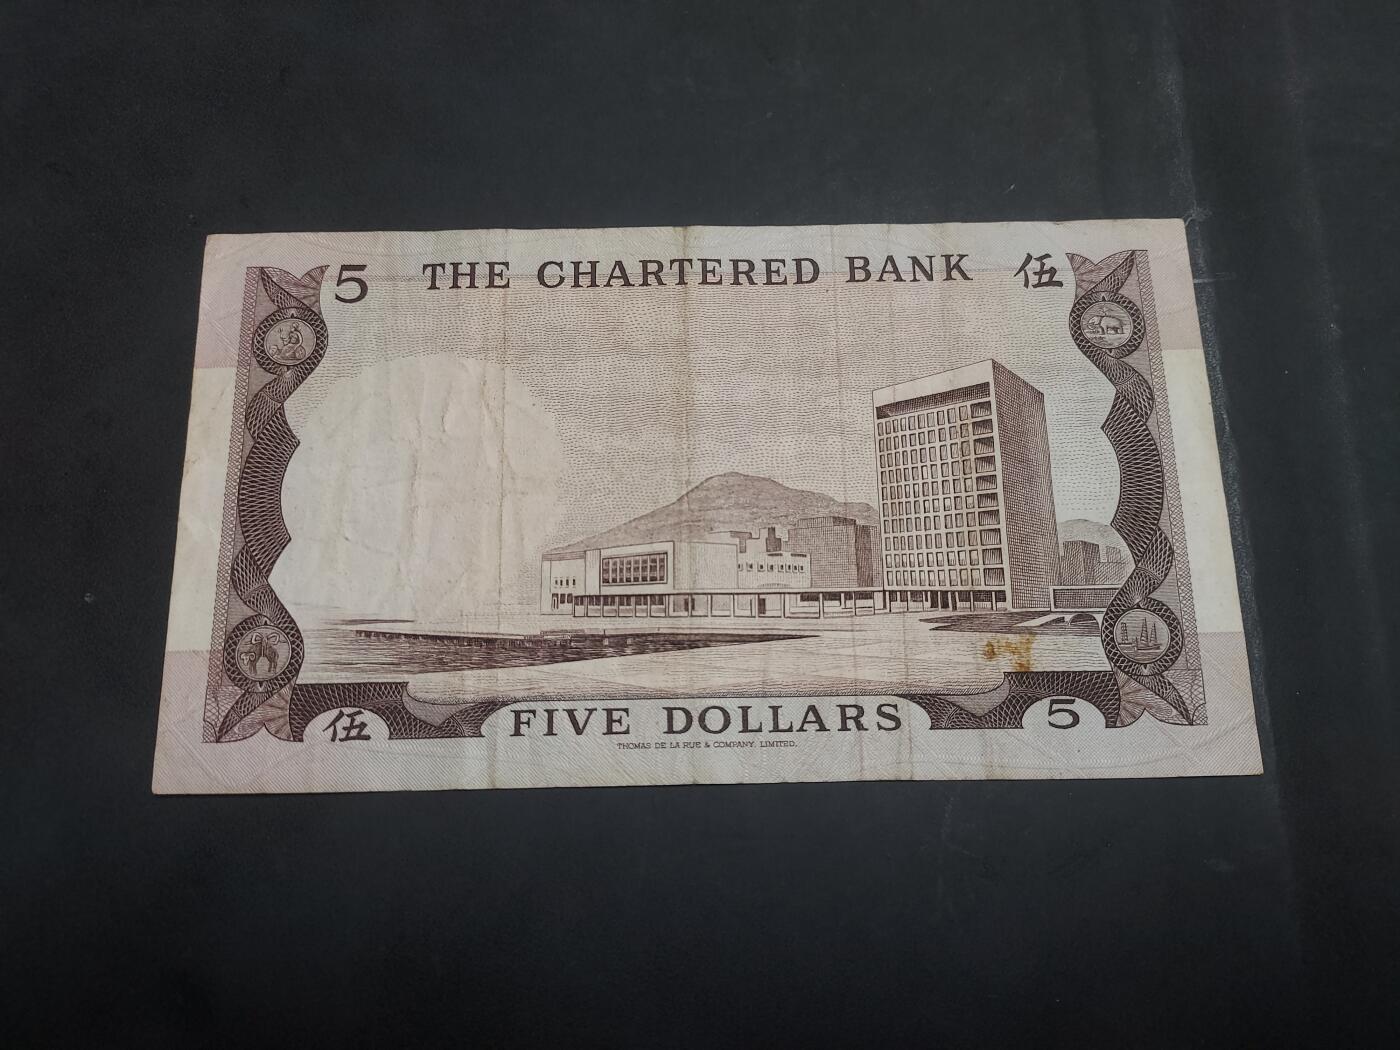 5 THE CHARTERED BANK 伍
伍 FIVE DOLLARS 5
THOMAS DE LA RUE & COMPANY, LIMITED.